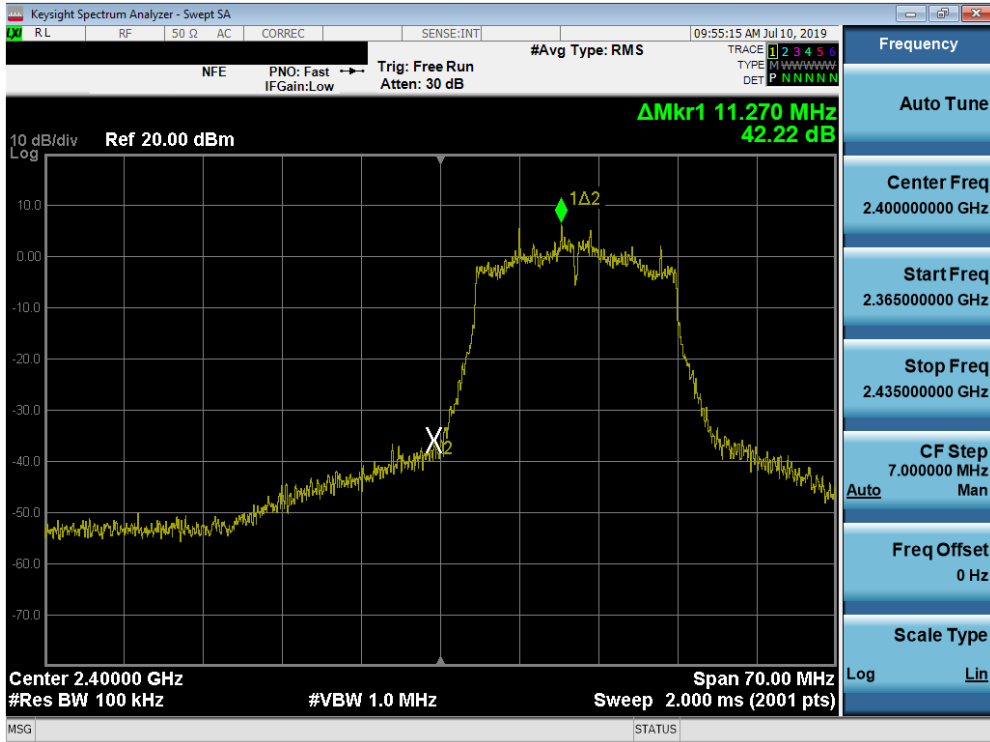 Keysight Spectrum Analyzer - Swept SA
LXI RL RF 50 Ω AC CORREC SENSE:INT 09:55:15 AM Jul 10, 2019
NFE PNO: Fast Trig: Free Run #Avg Type: RMS TRACE 1 2 3 4 5 6
IFGain:Low Atten: 30 dB TYPE M WWWWW
DET P N N N N N
ΔMkr1 11.270 MHz
42.22 dB
10 dB/div Ref 20.00 dBm
Log
10.0
0.00
-10.0
-20.0
-30.0
-40.0
-50.0
-60.0
-70.0
1Δ2
X2
Center 2.40000 GHz Span 70.00 MHz
#Res BW 100 kHz #VBW 1.0 MHz Sweep 2.000 ms (2001 pts)
MSG STATUS
Frequency
Auto Tune
Center Freq
2.400000000 GHz
Start Freq
2.365000000 GHz
Stop Freq
2.435000000 GHz
CF Step
7.000000 MHz
Auto Man
Freq Offset
0 Hz
Scale Type
Log Lin